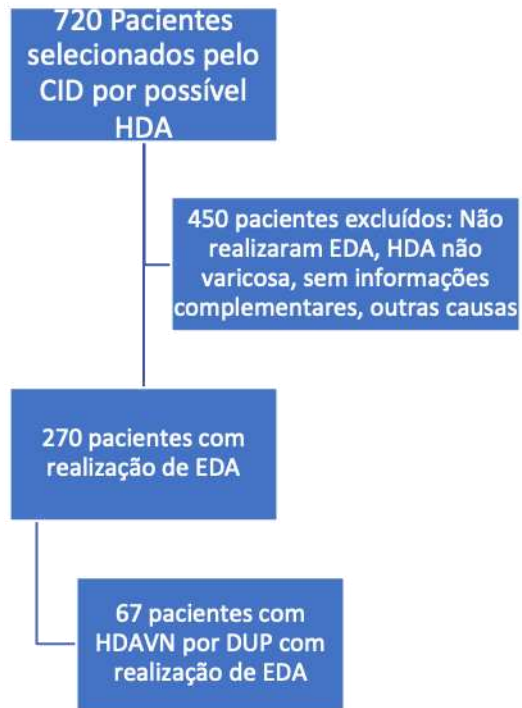 720 Pacientes
selecionados pelo
CID por possível
HDA
450 pacientes excluídos: Não
realizaram EDA, HDA não
varicosa, sem informações
complementares, outras causas
270 pacientes com
realização de EDA
67 pacientes com
HDAVN por DUP com
realização de EDA